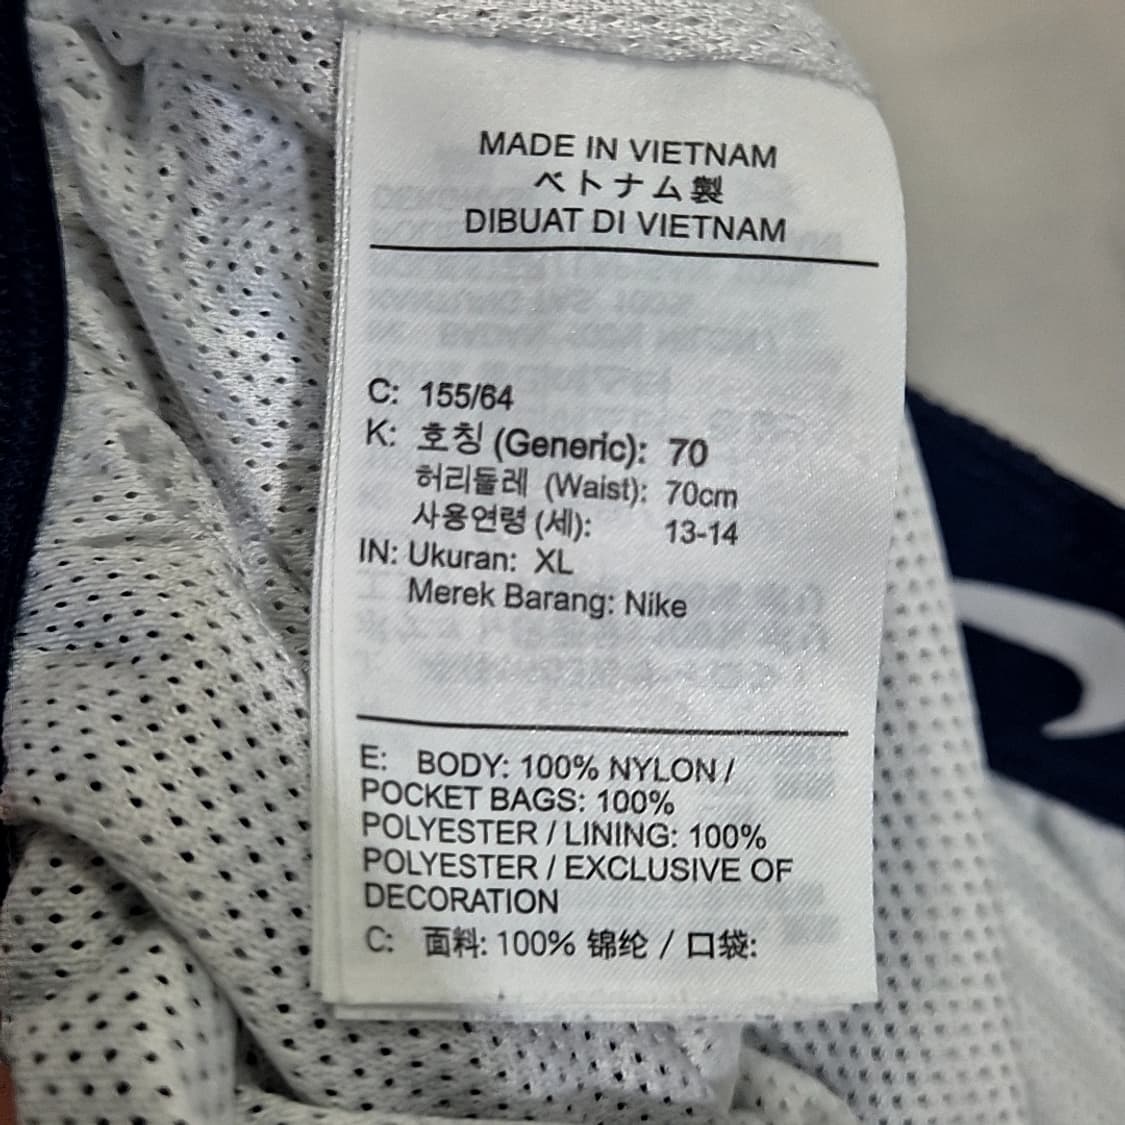 MADE IN VIETNAM
ベトナム製
DIBUAT DI VIETNAM
C: 155/64
K: 호칭 (Generic): 70
허리둘레 (Waist): 70cm
사용연령 (세): 13-14
IN: Ukuran: XL
Merek Barang: Nike
E: BODY: 100% NYLON /
POCKET BAGS: 100%
POLYESTER / LINING: 100%
POLYESTER / EXCLUSIVE OF
DECORATION
C: 面料: 100% 锦纶 / 口袋: